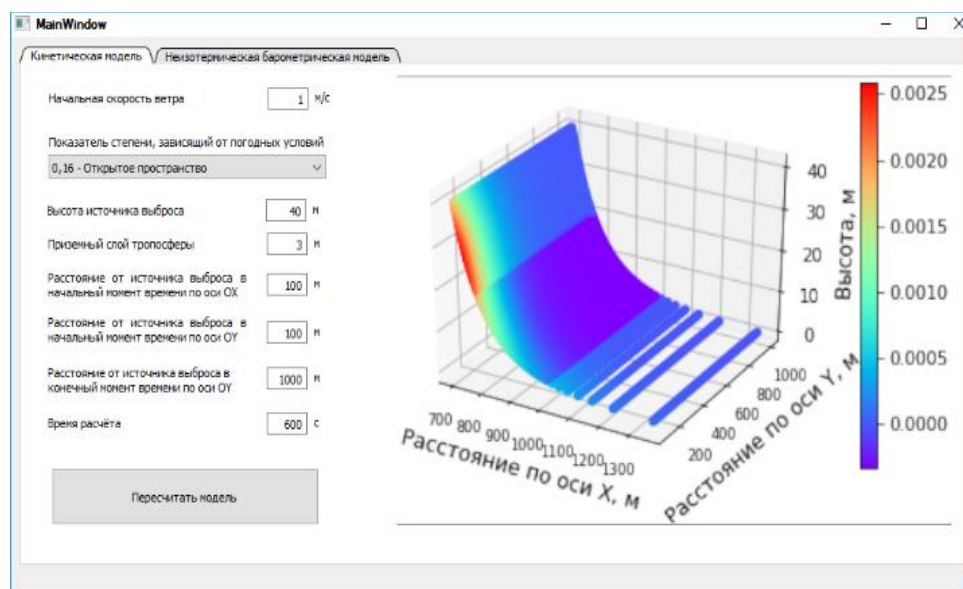 MainWindow
Кинетическая модель
Неизотермическая барометрическая модель
Начальная скорость ветра
1 м/с
Показатель степени, зависящий от погодных условий
0,16 - Открытое пространство
Высота источника выброса
40 м
Приземный слой тропосферы
3 м
Расстояние от источника выброса в
начальный момент времени по оси OX
100 м
Расстояние от источника выброса в
начальный момент времени по оси OY
100 м
Расстояние от источника выброса в
конечный момент времени по оси OY
1000 м
Время расчёта
600 с
Пересчитать модель
700 800 900 1000 1100 1200 1300
Расстояние по оси X, м
200 400 600 800 1000
Расстояние по оси Y, м
40
30
20
10
0
Высота, м
0.0025
0.0020
0.0015
0.0010
0.0005
0.0000